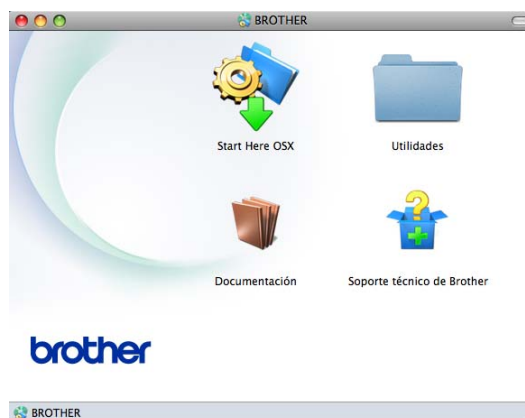 BROTHER
Start Here OSX
Utilidades
Documentación
Soporte técnico de Brother
brother
BROTHER